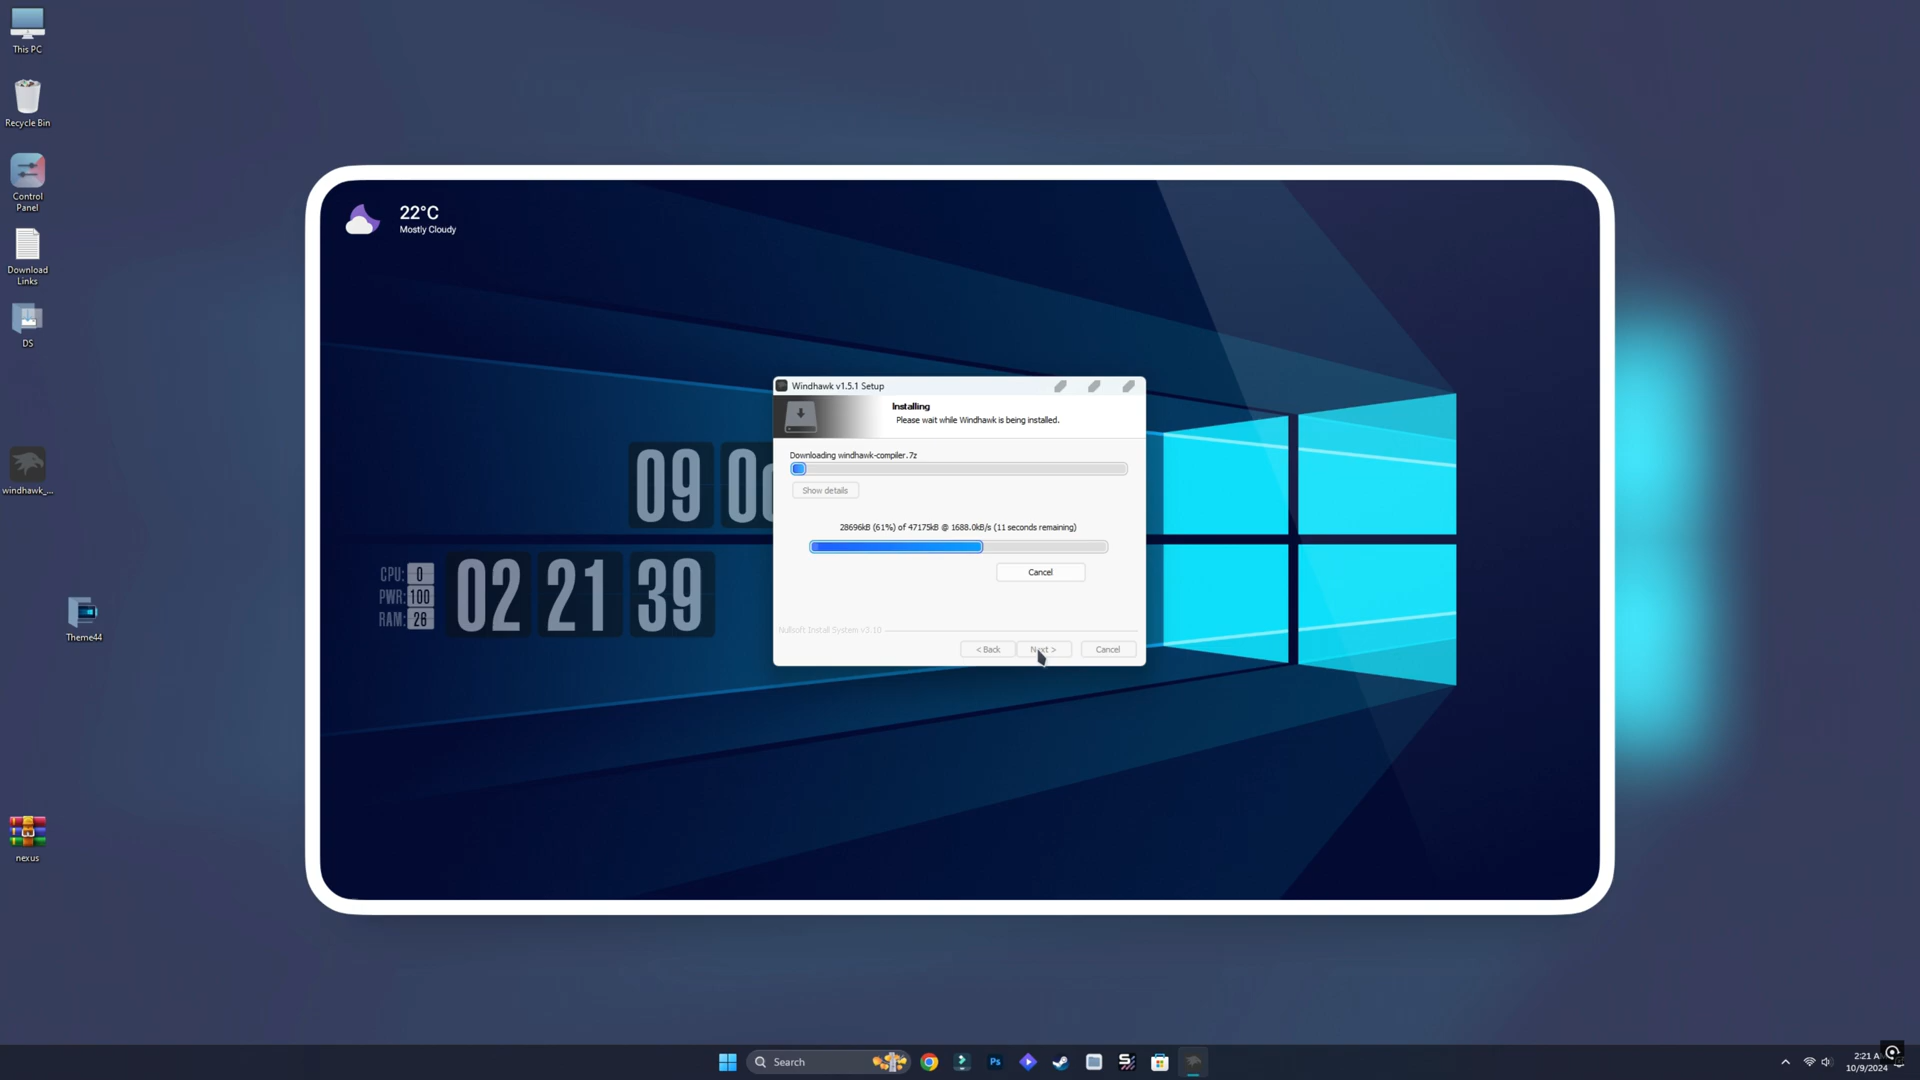 This PC
Recycle Bin
Control
Panel
Download
Links
DS
windhawk_...
Theme44
nexus
22°C
Mostly Cloudy
09
CPU: 0
PWR: 100
RAM: 26
02 21 39
Windhawk v1.5.1 Setup
Installing
Please wait while Windhawk is being installed.
Downloading windhawk-compiler.7z
Show details
28696kB (61%) of 47175kB @ 1688.0kB/s (11 seconds remaining)
Cancel
Nullsoft Install System v3.10
< Back
Next >
Cancel
Search
Ps
2:21
10/9/2024